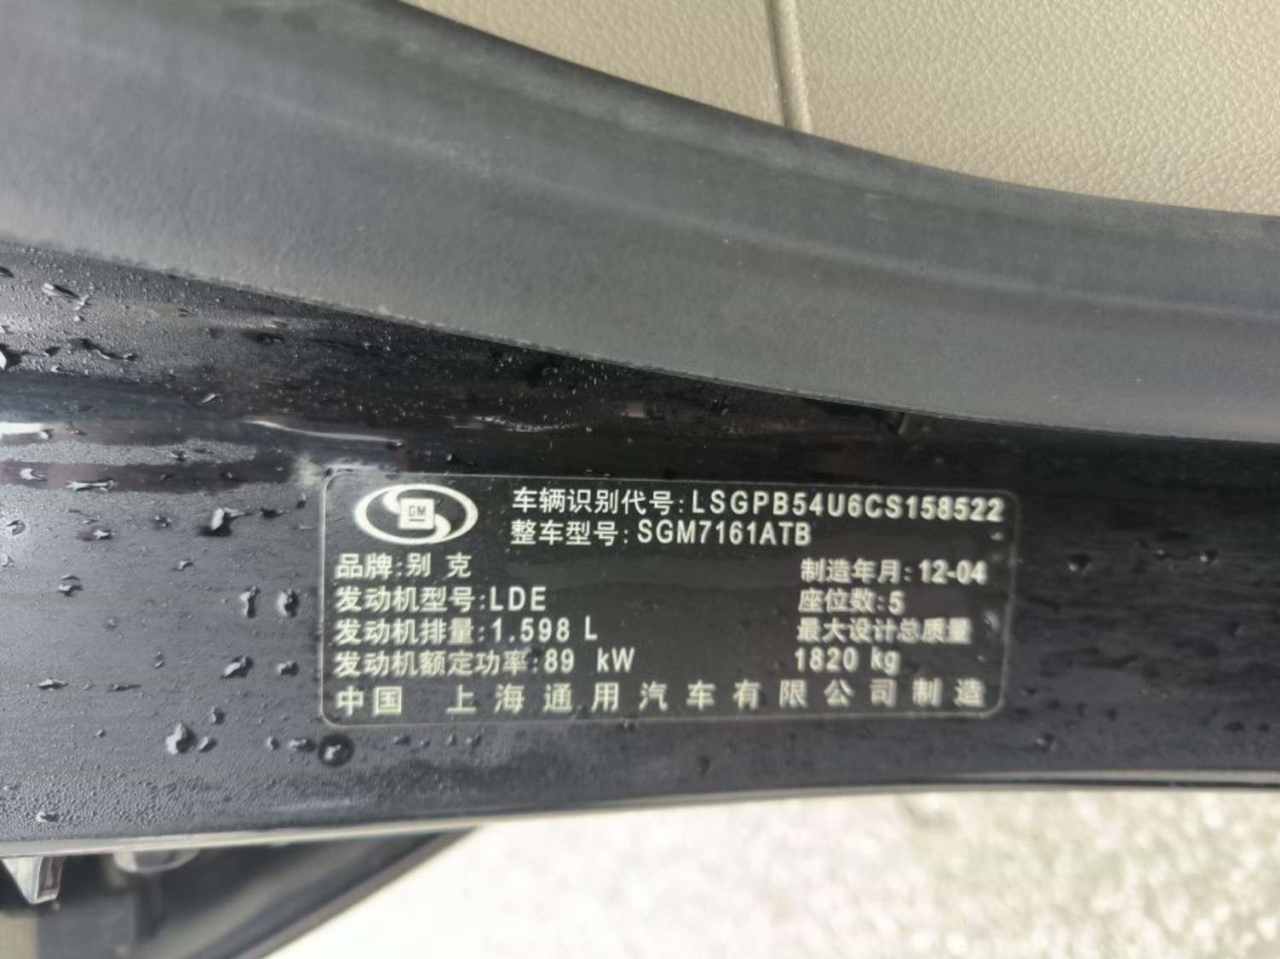 GM
车辆识别代号:LSGPB54U6CS158522
整车型号:SGM7161ATB
品牌:别克
制造年月:12-04
发动机型号:LDE
座位数:5
发动机排量:1.598 L
最大设计总质量
发动机额定功率:89 kW
1820 kg
中国 上海通用汽车有限公司制造